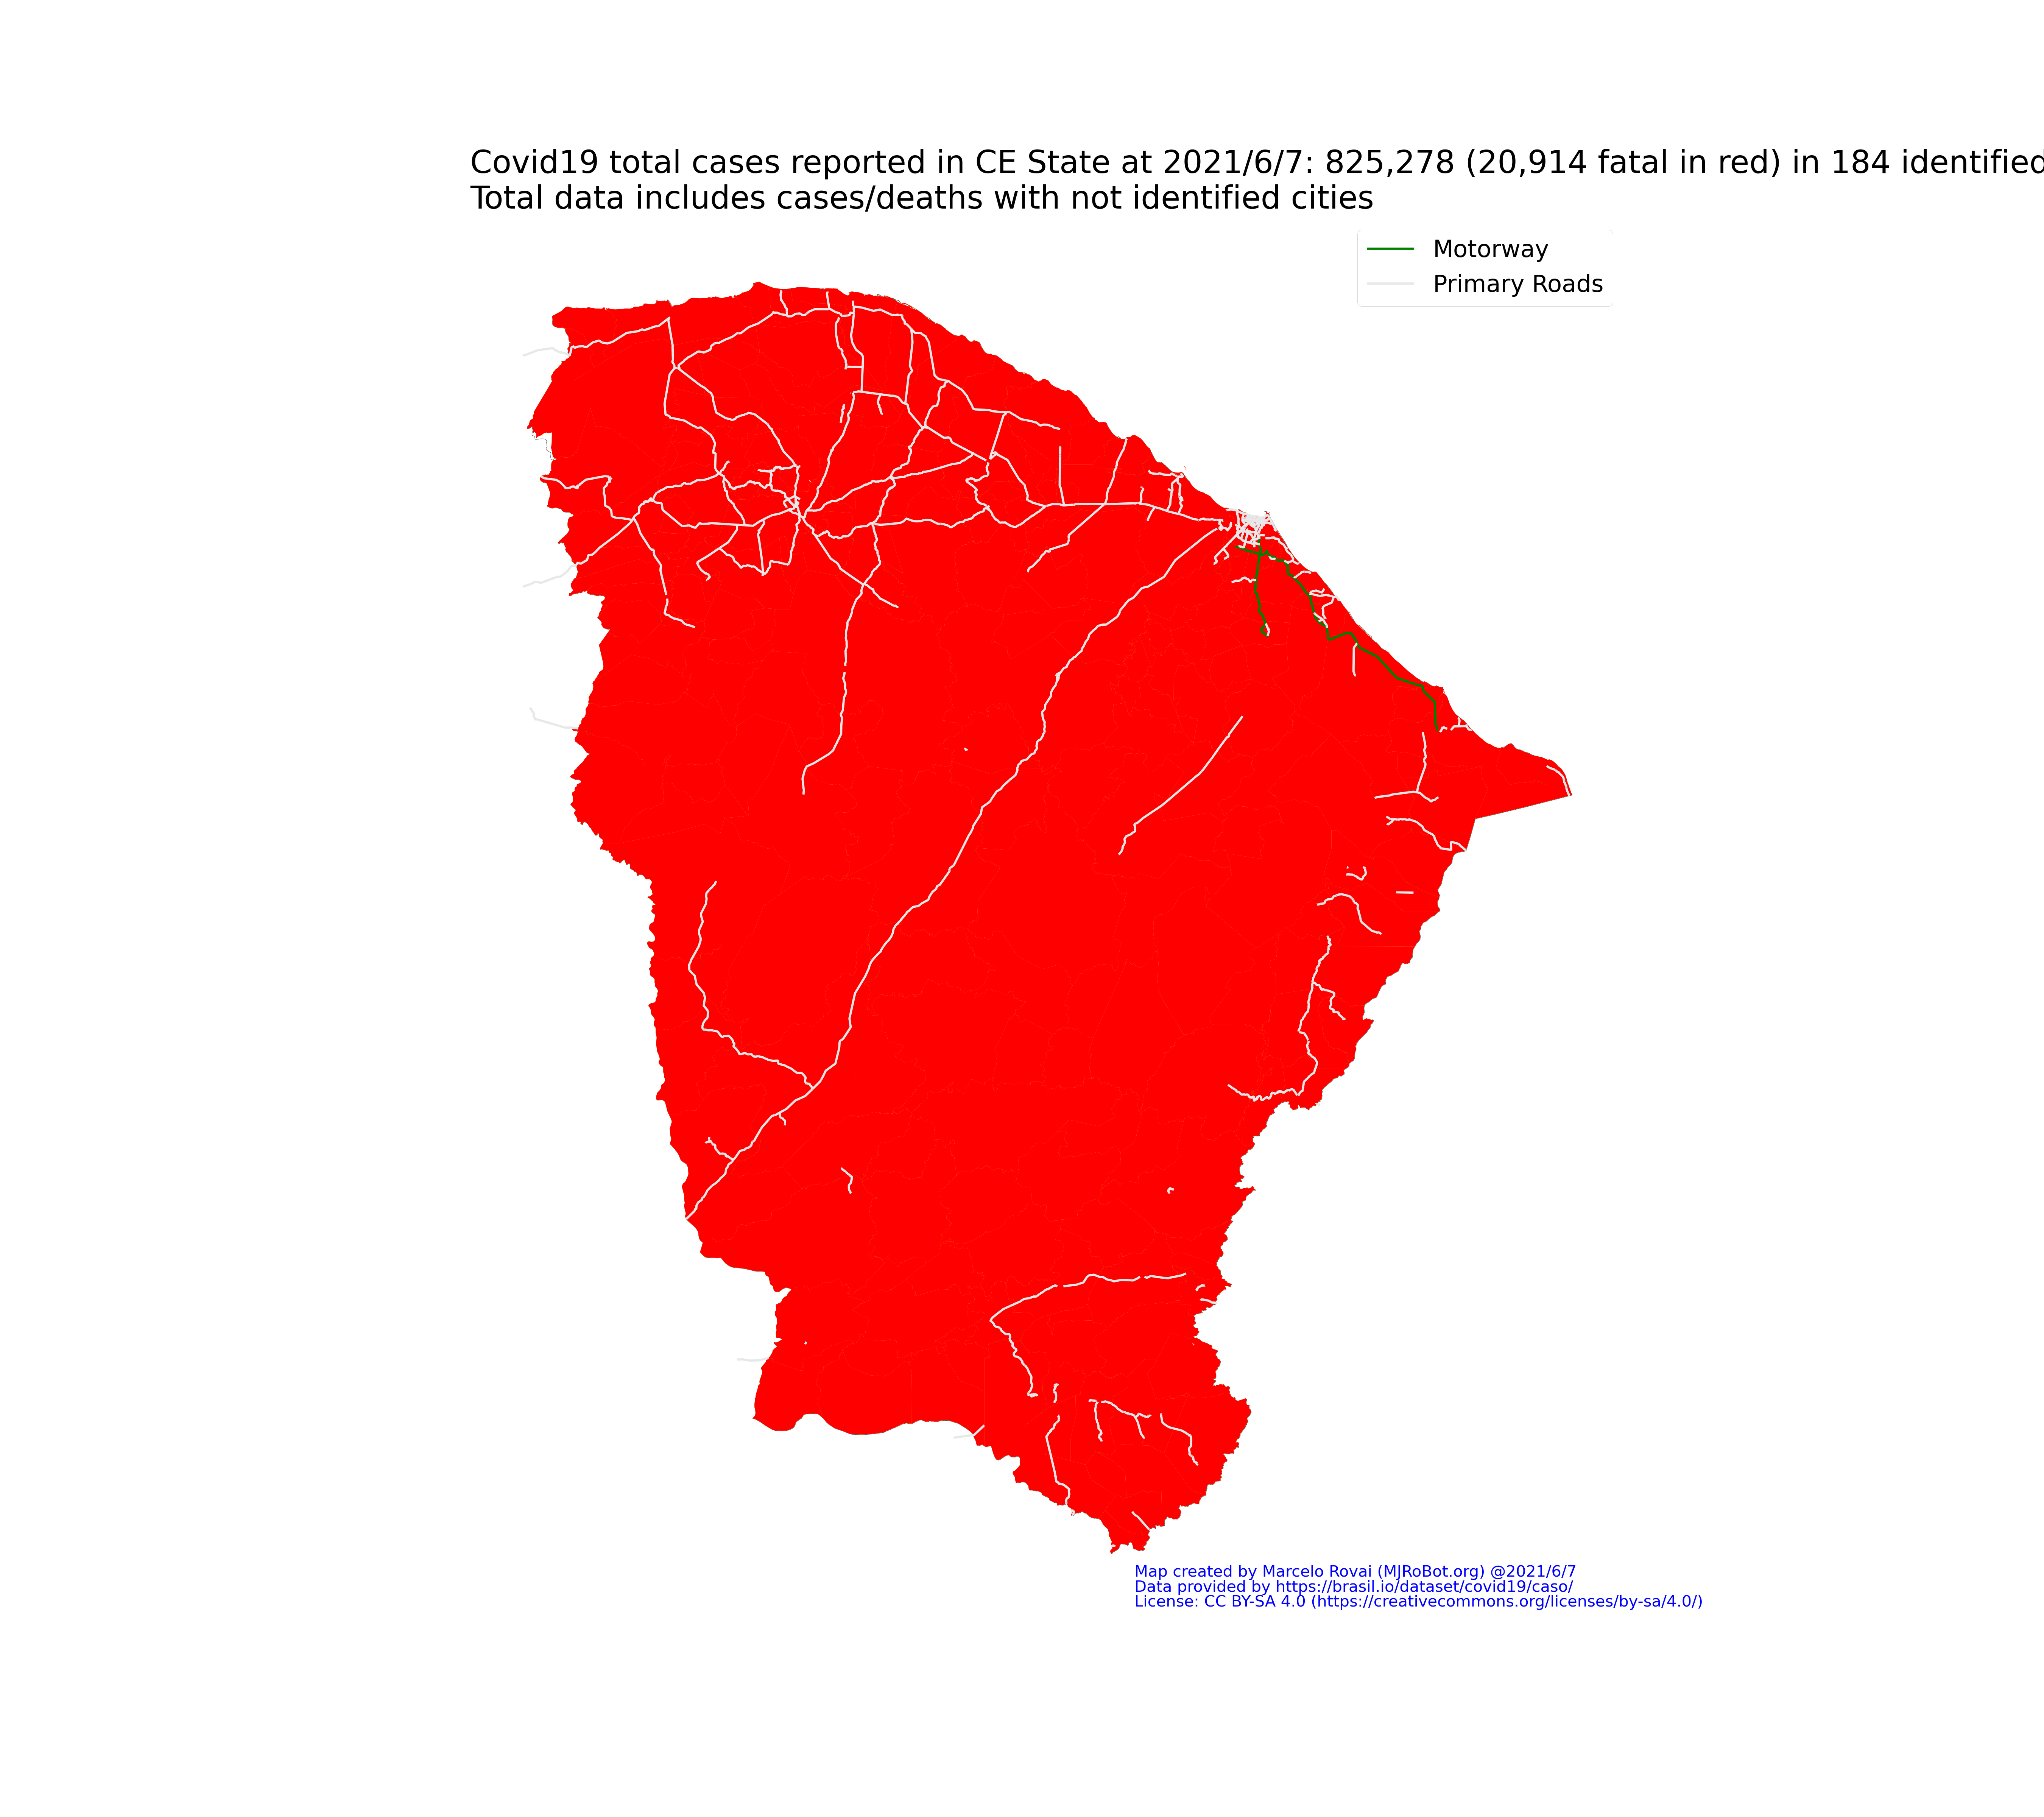 Covid19 total cases reported in CE State at 2021/6/7: 825,278 (20,914 fatal in red) in 184 identified
Total data includes cases/deaths with not identified cities
Motorway
Primary Roads
Map created by Marcelo Rovai (MJRoBot.org) @2021/6/7
Data provided by https://brasil.io/dataset/covid19/caso/
License: CC BY-SA 4.0 (https://creativecommons.org/licenses/by-sa/4.0/)